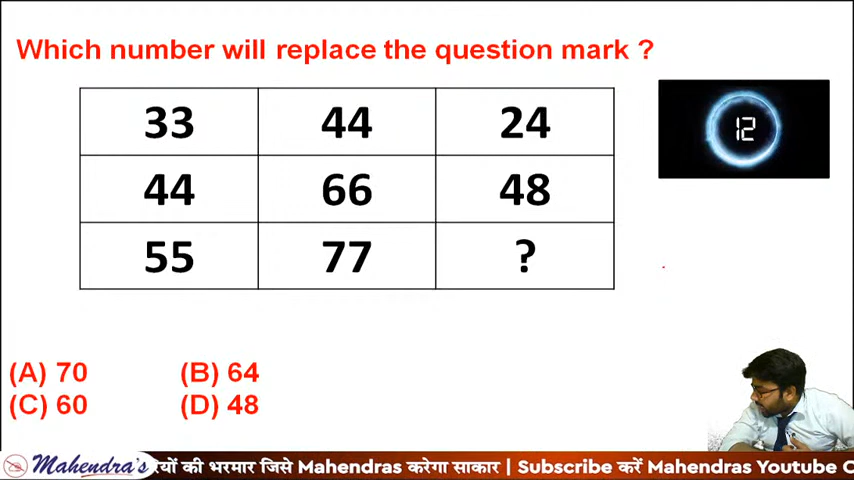 Which number will replace the question mark ?
33 44 24
44 66 48
55 77 ?
12
(A) 70 (B) 64
(C) 60 (D) 48
Mahendra's
की भरमार जिसे Mahendras करेगा साकार | Subscribe करें Mahendras Youtube